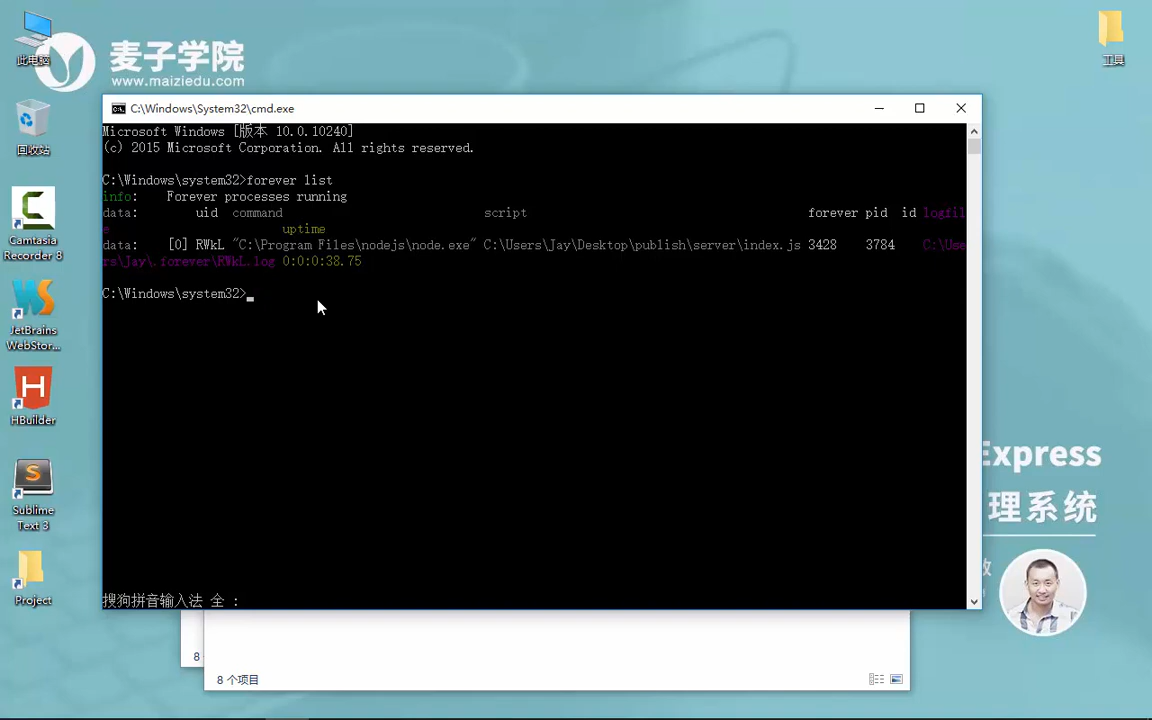 此电脑
麦子学院
www.maiziedu.com
工具
回收站
Camtasia
Recorder 8
JetBrains
WebStor...
HBuilder
Sublime
Text 3
Project
C:\Windows\System32\cmd.exe
Microsoft Windows [版本 10.0.10240]
(c) 2015 Microsoft Corporation. All rights reserved.
C:\Windows\system32>forever list
info: Forever processes running
data: uid command script forever pid id logfil
e uptime
data: [0] RWkL "C:\Program Files\nodejs\node.exe" C:\Users\Jay\Desktop\publish\server\index.js 3428 3784 C:\Use
rs\Jay\.forever\RWkL.log 0:0:0:38.75
C:\Windows\system32>
搜狗拼音输入法 全 :
Express
理系统
8
8 个项目